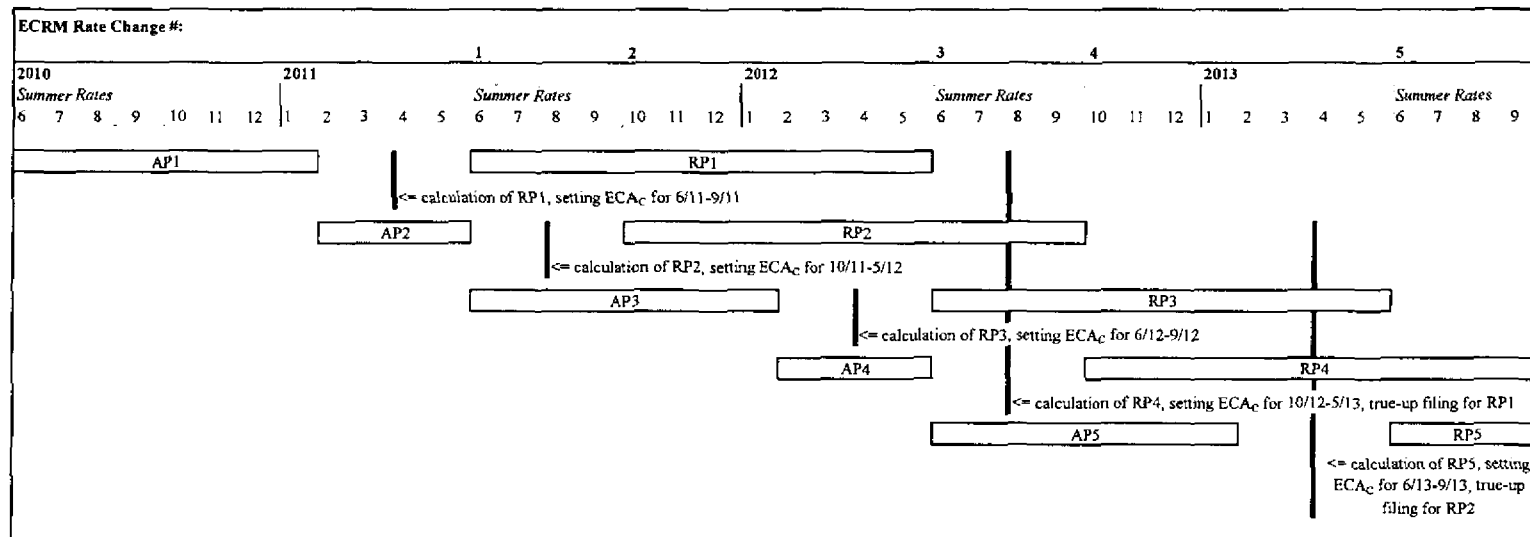 ECRM Rate Change #:
1 2 3 4 5
2010 2011 2012 2013
Summer Rates Summer Rates Summer Rates Summer Rates
6 7 8 9 10 11 12 1 2 3 4 5 6 7 8 9 10 11 12 1 2 3 4 5 6 7 8 9 10 11 12 1 2 3 4 5 6 7 8 9
AP1 RP1
<= calculation of RP1, setting ECAC for 6/11-9/11
AP2 RP2
<= calculation of RP2, setting ECAC for 10/11-5/12
AP3 RP3
<= calculation of RP3, setting ECAC for 6/12-9/12
AP4 RP4
<= calculation of RP4, setting ECAC for 10/12-5/13, true-up filing for RP1
AP5 RP5
<= calculation of RP5, setting
ECAC for 6/13-9/13, true-up
filing for RP2